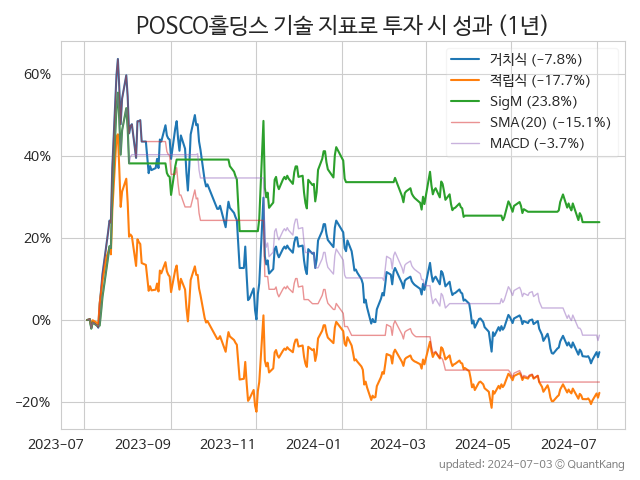 POSCO홀딩스 기술 지표로 투자 시 성과 (1년)
거치식 (−7.8%)
적립식 (−17.7%)
SigM (23.8%)
SMA(20) (−15.1%)
MACD (−3.7%)
60%
40%
20%
0%
−20%
2023-07
2023-09
2023-11
2024-01
2024-03
2024-05
2024-07
updated: 2024-07-03 © QuantKang